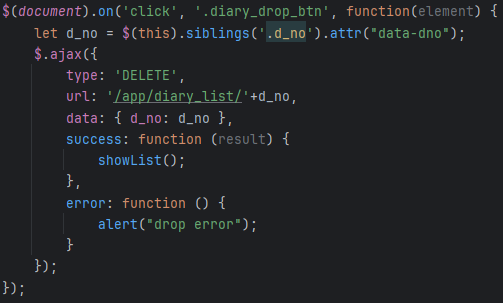 $(document).on('click', '.diary_drop_btn', function(element) {
    let d_no = $(this).siblings('.d_no').attr("data-dno");
    $.ajax({
        type: 'DELETE',
        url: '/app/diary_list/'+d_no,
        data: { d_no: d_no },
        success: function (result) {
            showList();
        },
        error: function () {
            alert("drop error");
        }
    });
});